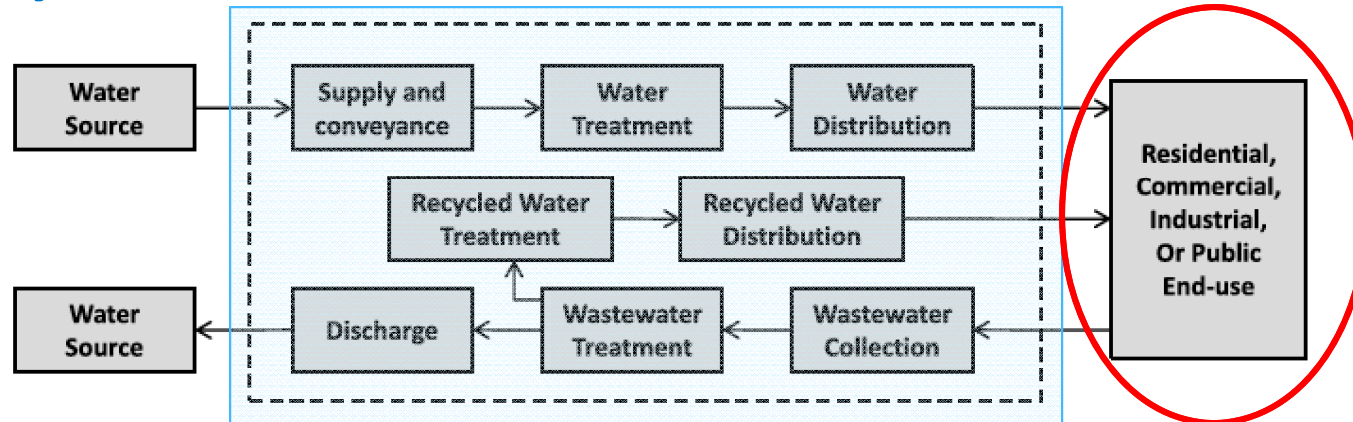 Water
Source
Supply and
conveyance
Water
Treatment
Water
Distribution
Residential,
Commercial,
Industrial,
Or Public
End-use
Recycled Water
Treatment
Recycled Water
Distribution
Water
Source
Discharge
Wastewater
Treatment
Wastewater
Collection